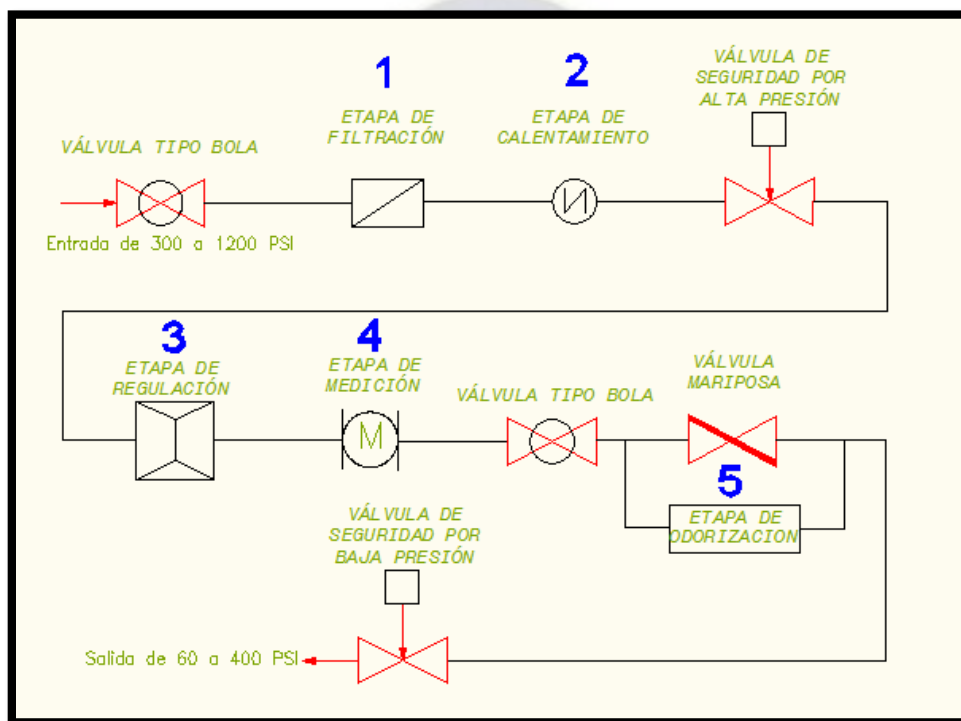 1
2
VÁLVULA DE
SEGURIDAD POR
ALTA PRESIÓN
ETAPA DE
FILTRACIÓN
ETAPA DE
CALENTAMIENTO
VÁLVULA TIPO BOLA
Entrada de 300 a 1200 PSI
3
4
ETAPA DE
REGULACIÓN
ETAPA DE
MEDICIÓN
VÁLVULA TIPO BOLA
VÁLVULA
MARIPOSA
M
5
ETAPA DE
ODORIZACION
VÁLVULA DE
SEGURIDAD POR
BAJA PRESIÓN
Salida de 60 a 400 PSI